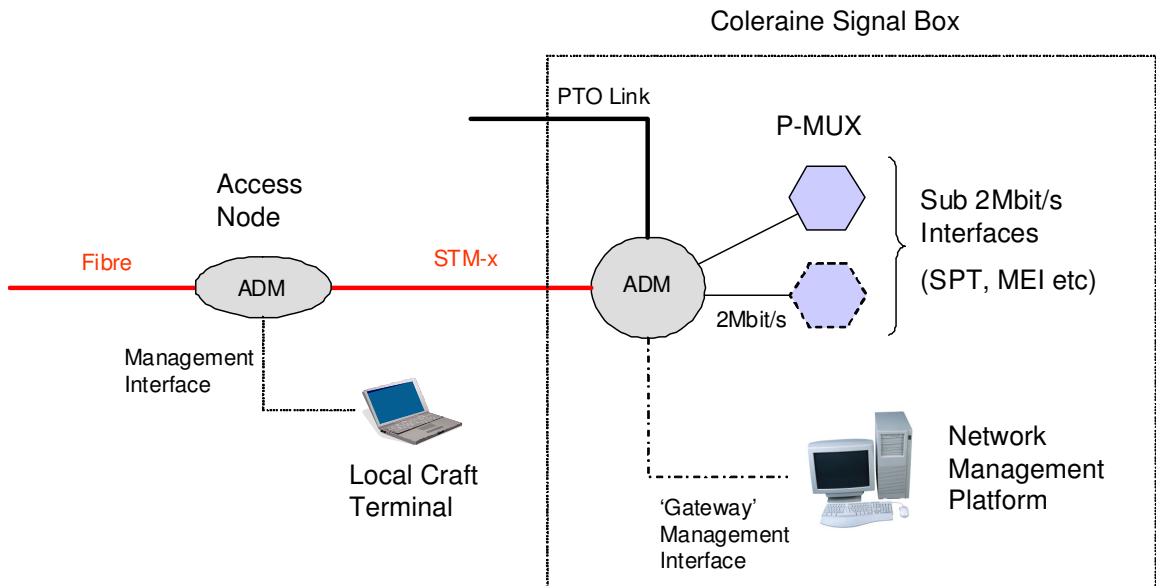 Coleraine Signal Box
PTO Link
P-MUX
Access
Node
Sub 2Mbit/s
Interfaces
(SPT, MEI etc)
Fibre
STM-x
ADM
ADM
2Mbit/s
Management
Interface
Local Craft
Terminal
Network
Management
Platform
‘Gateway’
Management
Interface